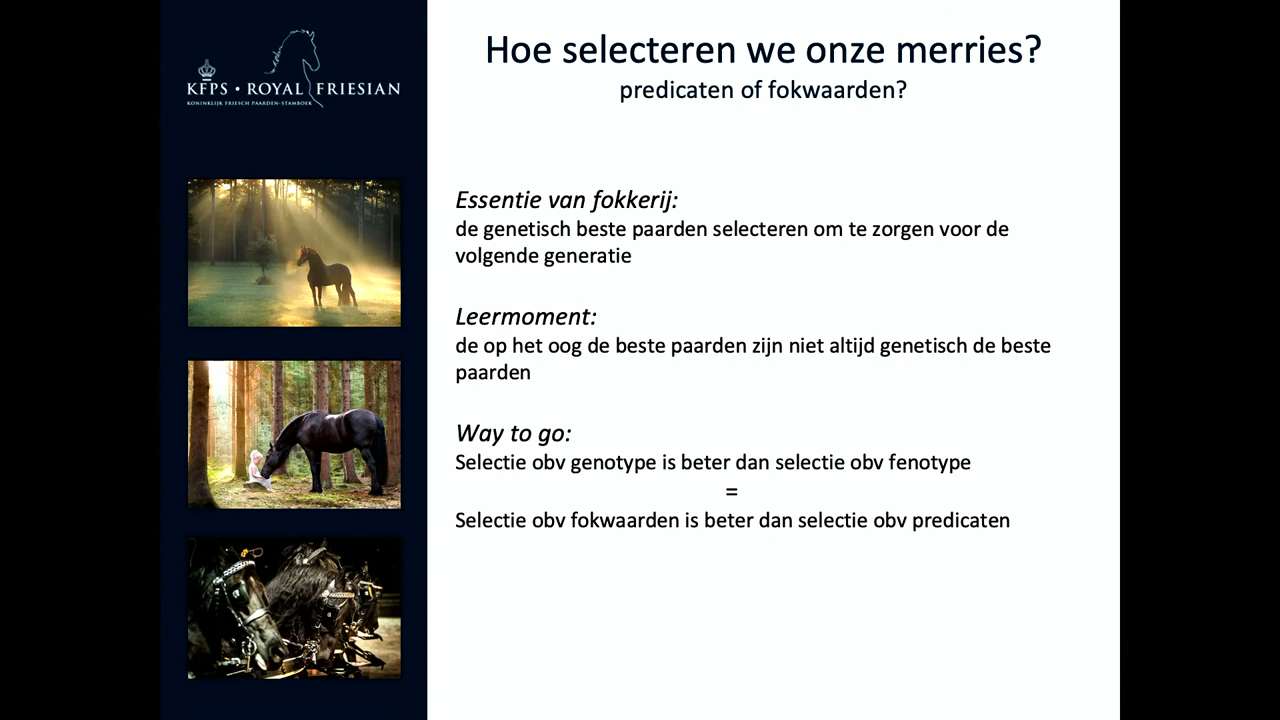 KFPS • ROYAL FRIESIAN
KONINKLIJK FRIESCH PAARDEN-STAMBOEK
Hoe selecteren we onze merries?
predicaten of fokwaarden?
Essentie van fokkerij:
de genetisch beste paarden selecteren om te zorgen voor de
volgende generatie
Leermoment:
de op het oog de beste paarden zijn niet altijd genetisch de beste
paarden
Way to go:
Selectie obv genotype is beter dan selectie obv fenotype
=
Selectie obv fokwaarden is beter dan selectie obv predicaten